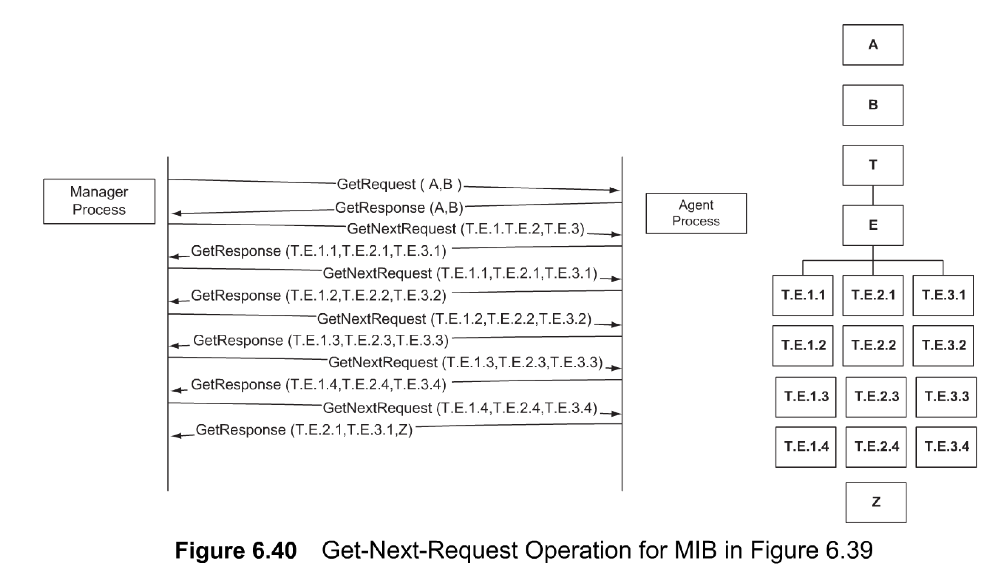 A
B
T
E
Manager
Process
Agent
Process
GetRequest ( A,B )
GetResponse (A,B)
GetNextRequest (T.E.1.T.E.2,T.E.3)
GetResponse (T.E.1.1,T.E.2.1,T.E.3.1)
GetNextRequest (T.E.1.1,T.E.2.1,T.E.3.1)
GetResponse (T.E.1.2,T.E.2.2,T.E.3.2)
GetNextRequest (T.E.1.2,T.E.2.2,T.E.3.2)
GetResponse (T.E.1.3,T.E.2.3,T.E.3.3)
GetNextRequest (T.E.1.3,T.E.2.3,T.E.3.3)
GetResponse (T.E.1.4,T.E.2.4,T.E.3.4)
GetNextRequest (T.E.1.4,T.E.2.4,T.E.3.4)
GetResponse (T.E.2.1,T.E.3.1,Z)
T.E.1.1 T.E.2.1 T.E.3.1
T.E.1.2 T.E.2.2 T.E.3.2
T.E.1.3 T.E.2.3 T.E.3.3
T.E.1.4 T.E.2.4 T.E.3.4
Z
Figure 6.40 Get-Next-Request Operation for MIB in Figure 6.39